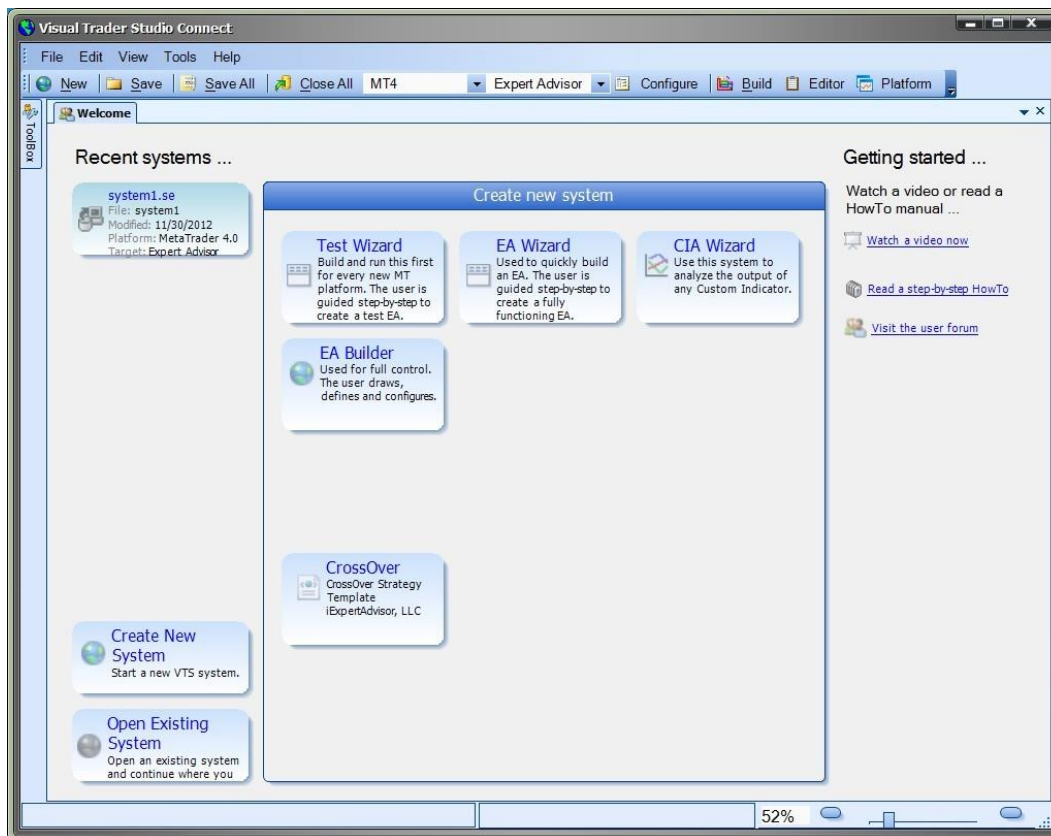 Visual Trader Studio Connect
File Edit View Tools Help
New Save Save All Close All MT4 Expert Advisor Configure Build Editor Platform
ToolBox
Welcome
Recent systems ...
system1.se
File: system1
Modified: 11/30/2012
Platform: MetaTrader 4.0
Target: Expert Advisor
Create New
System
Start a new VTS system.
Open Existing
System
Open an existing system
and continue where you
Create new system
Test Wizard
Build and run this first
for every new MT
platform. The user is
guided step-by-step to
create a test EA.
EA Wizard
Used to quickly build
an EA. The user is
guided step-by-step to
create a fully
functioning EA.
CIA Wizard
Use this system to
analyze the output of
any Custom Indicator.
EA Builder
Used for full control.
The user draws,
defines and configures.
CrossOver
CrossOver Strategy
Template
iExpertAdvisor, LLC
Getting started ...
Watch a video or read a
HowTo manual ...
Watch a video now
Read a step-by-step HowTo
Visit the user forum
52%